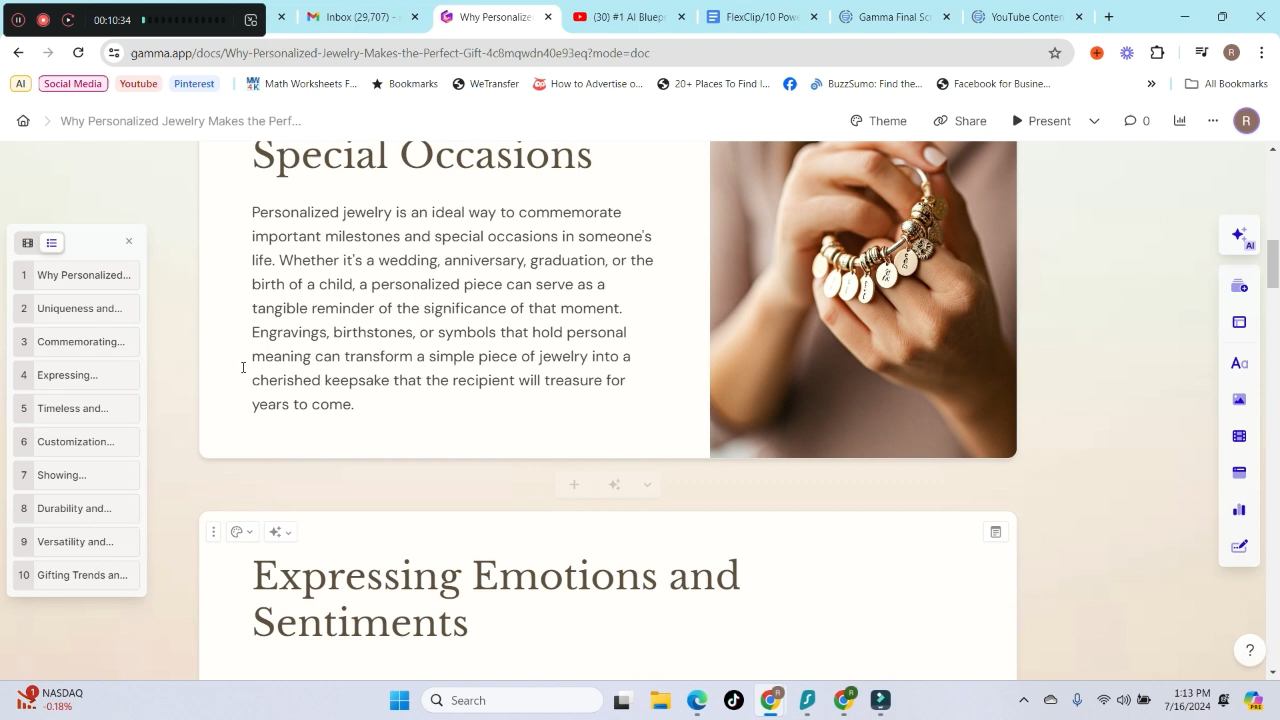 00:10:34
Inbox (29,707) -
Why Personalize
(30) #1 AI Bluep
Flexclip
Gamma Final Sc
YouTube Conten
gamma.app/docs/Why-Personalized-Jewelry-Makes-the-Perfect-Gift-4c8mqwdn40e93eq?mode=doc
R
AI
Social Media
Youtube
Pinterest
Math Worksheets F...
Bookmarks
WeTransfer
How to Advertise o...
20+ Places To Find I...
BuzzSumo: Find the...
Facebook for Busine...
All Bookmarks
Why Personalized Jewelry Makes the Perf...
Theme
Share
Present
0
R
Special Occasions
Personalized jewelry is an ideal way to commemorate
important milestones and special occasions in someone's
life. Whether it's a wedding, anniversary, graduation, or the
birth of a child, a personalized piece can serve as a
tangible reminder of the significance of that moment.
Engravings, birthstones, or symbols that hold personal
meaning can transform a simple piece of jewelry into a
cherished keepsake that the recipient will treasure for
years to come.
1 Why Personalized...
2 Uniqueness and...
3 Commemorating...
4 Expressing...
5 Timeless and...
6 Customization...
7 Showing...
8 Durability and...
9 Versatility and...
10 Gifting Trends an...
AI
Aa
Expressing Emotions and
Sentiments
?
1
NASDAQ
-0.18%
Search
1:13 PM
7/16/2024